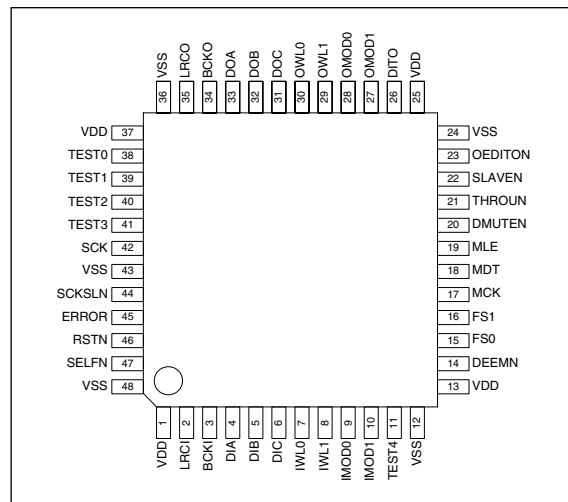 VSS LRCO BCKO DOA DOB DOC OWL0 OWL1 OMOD0 OMOD1 DITO VDD
36 35 34 33 32 31 30 29 28 27 26 25
VDD 37
TEST0 38
TEST1 39
TEST2 40
TEST3 41
SCK 42
VSS 43
SCKSLN 44
ERROR 45
RSTN 46
SELFN 47
VSS 48
24 VSS
23 OEDITON
22 SLAVEN
21 THROUN
20 DMUTEN
19 MLE
18 MDT
17 MCK
16 FS1
15 FS0
14 DEEMN
13 VDD
1 2 3 4 5 6 7 8 9 10 11 12
VDD LRCI BCKI DIA DIB DIC IWL0 IWL1 IMOD0 IMOD1 TEST4 VSS